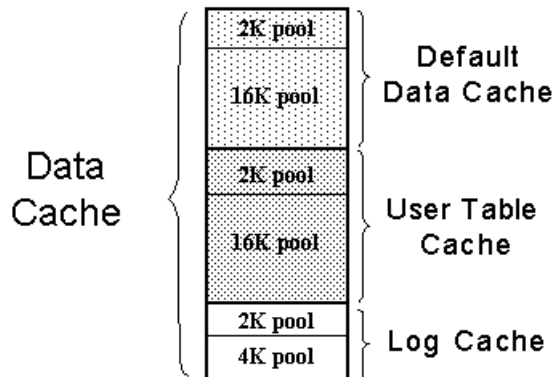 Data
Cache
2K pool
16K pool
2K pool
16K pool
2K pool
4K pool
Default
Data Cache
User Table
Cache
Log Cache